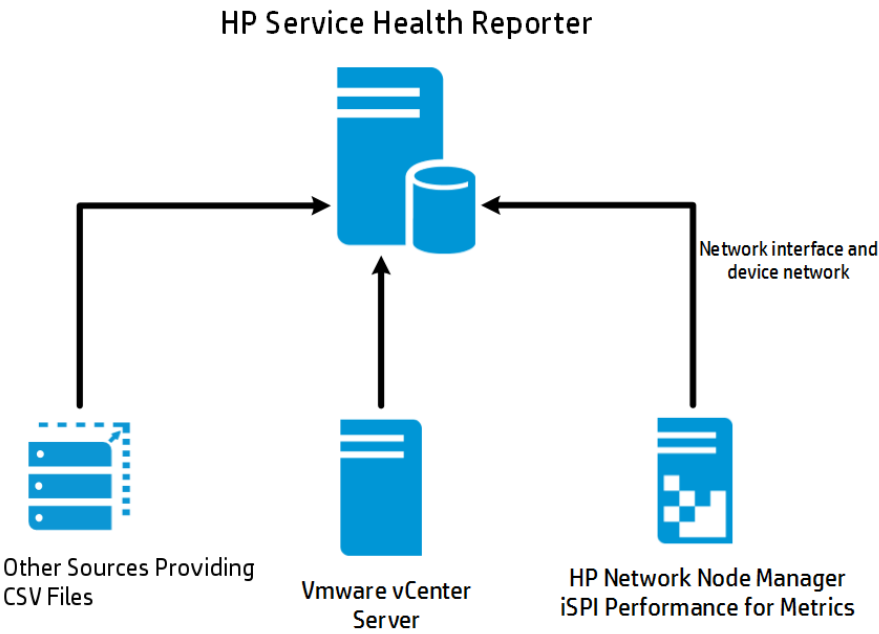 HP Service Health Reporter
Network interface and
device network
Other Sources Providing
CSV Files
Vmware vCenter
Server
HP Network Node Manager
iSPI Performance for Metrics